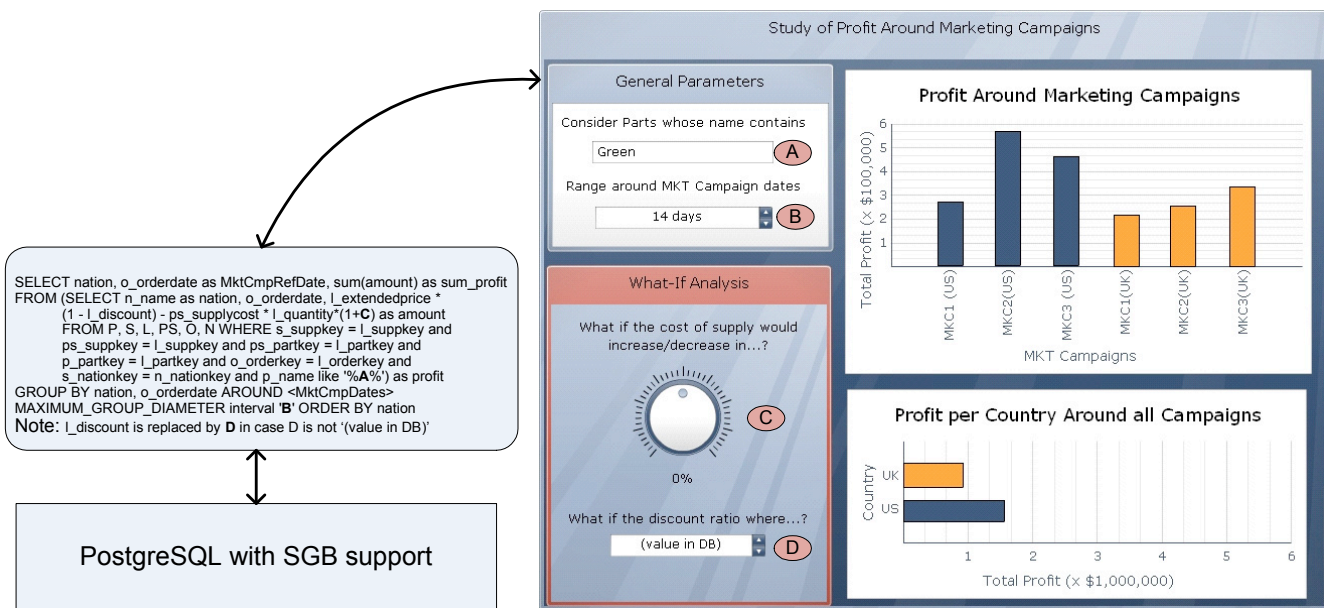 Study of Profit Around Marketing Campaigns
General Parameters
Consider Parts whose name contains
Green
A
Range around MKT Campaign dates
14 days
B
What-If Analysis
What if the cost of supply would
increase/decrease in...?
C
0%
What if the discount ratio where...?
(value in DB)
D
Profit Around Marketing Campaigns
Total Profit (x $100,000)
6
5
4
3
2
1
MKC1 (US)
MKC2(US)
MKC3 (US)
MKC1(UK)
MKC2(UK)
MKC3(UK)
MKT Campaigns
Profit per Country Around all Campaigns
Country
UK
US
1
2
3
4
5
6
Total Profit (x $1,000,000)
SELECT nation, o_orderdate as MktCmpRefDate, sum(amount) as sum_profit
FROM (SELECT n_name as nation, o_orderdate, l_extendedprice *
(1 - l_discount) - ps_supplycost * l_quantity*(1+C) as amount
FROM P, S, L, PS, O, N WHERE s_suppkey = l_suppkey and
ps_suppkey = l_suppkey and ps_partkey = l_partkey and
p_partkey = l_partkey and o_orderkey = l_orderkey and
s_nationkey = n_nationkey and p_name like '%A%') as profit
GROUP BY nation, o_orderdate AROUND <MktCmpDates>
MAXIMUM_GROUP_DIAMETER interval 'B' ORDER BY nation
Note: l_discount is replaced by D in case D is not '(value in DB)'
PostgreSQL with SGB support